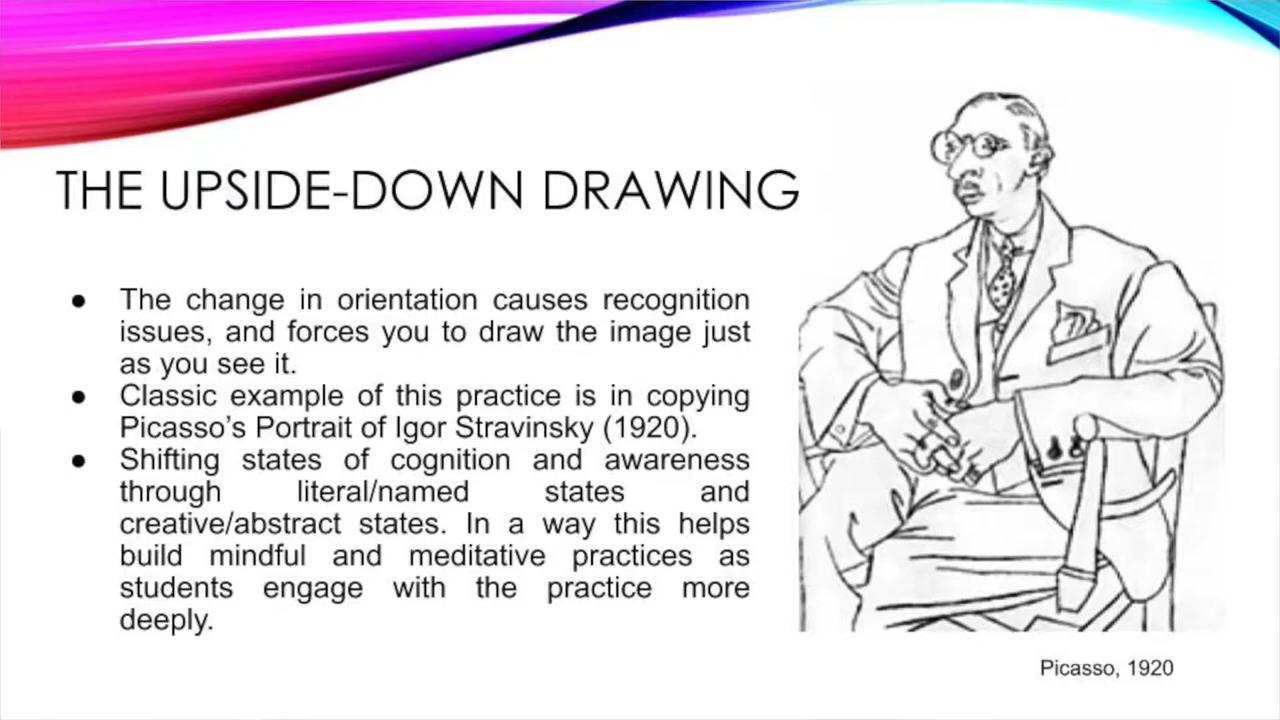 THE UPSIDE-DOWN DRAWING
● The change in orientation causes recognition
issues, and forces you to draw the image just
as you see it.
● Classic example of this practice is in copying
Picasso’s Portrait of Igor Stravinsky (1920).
● Shifting states of cognition and awareness
through literal/named states and
creative/abstract states. In a way this helps
build mindful and meditative practices as
students engage with the practice more
deeply.
Picasso, 1920